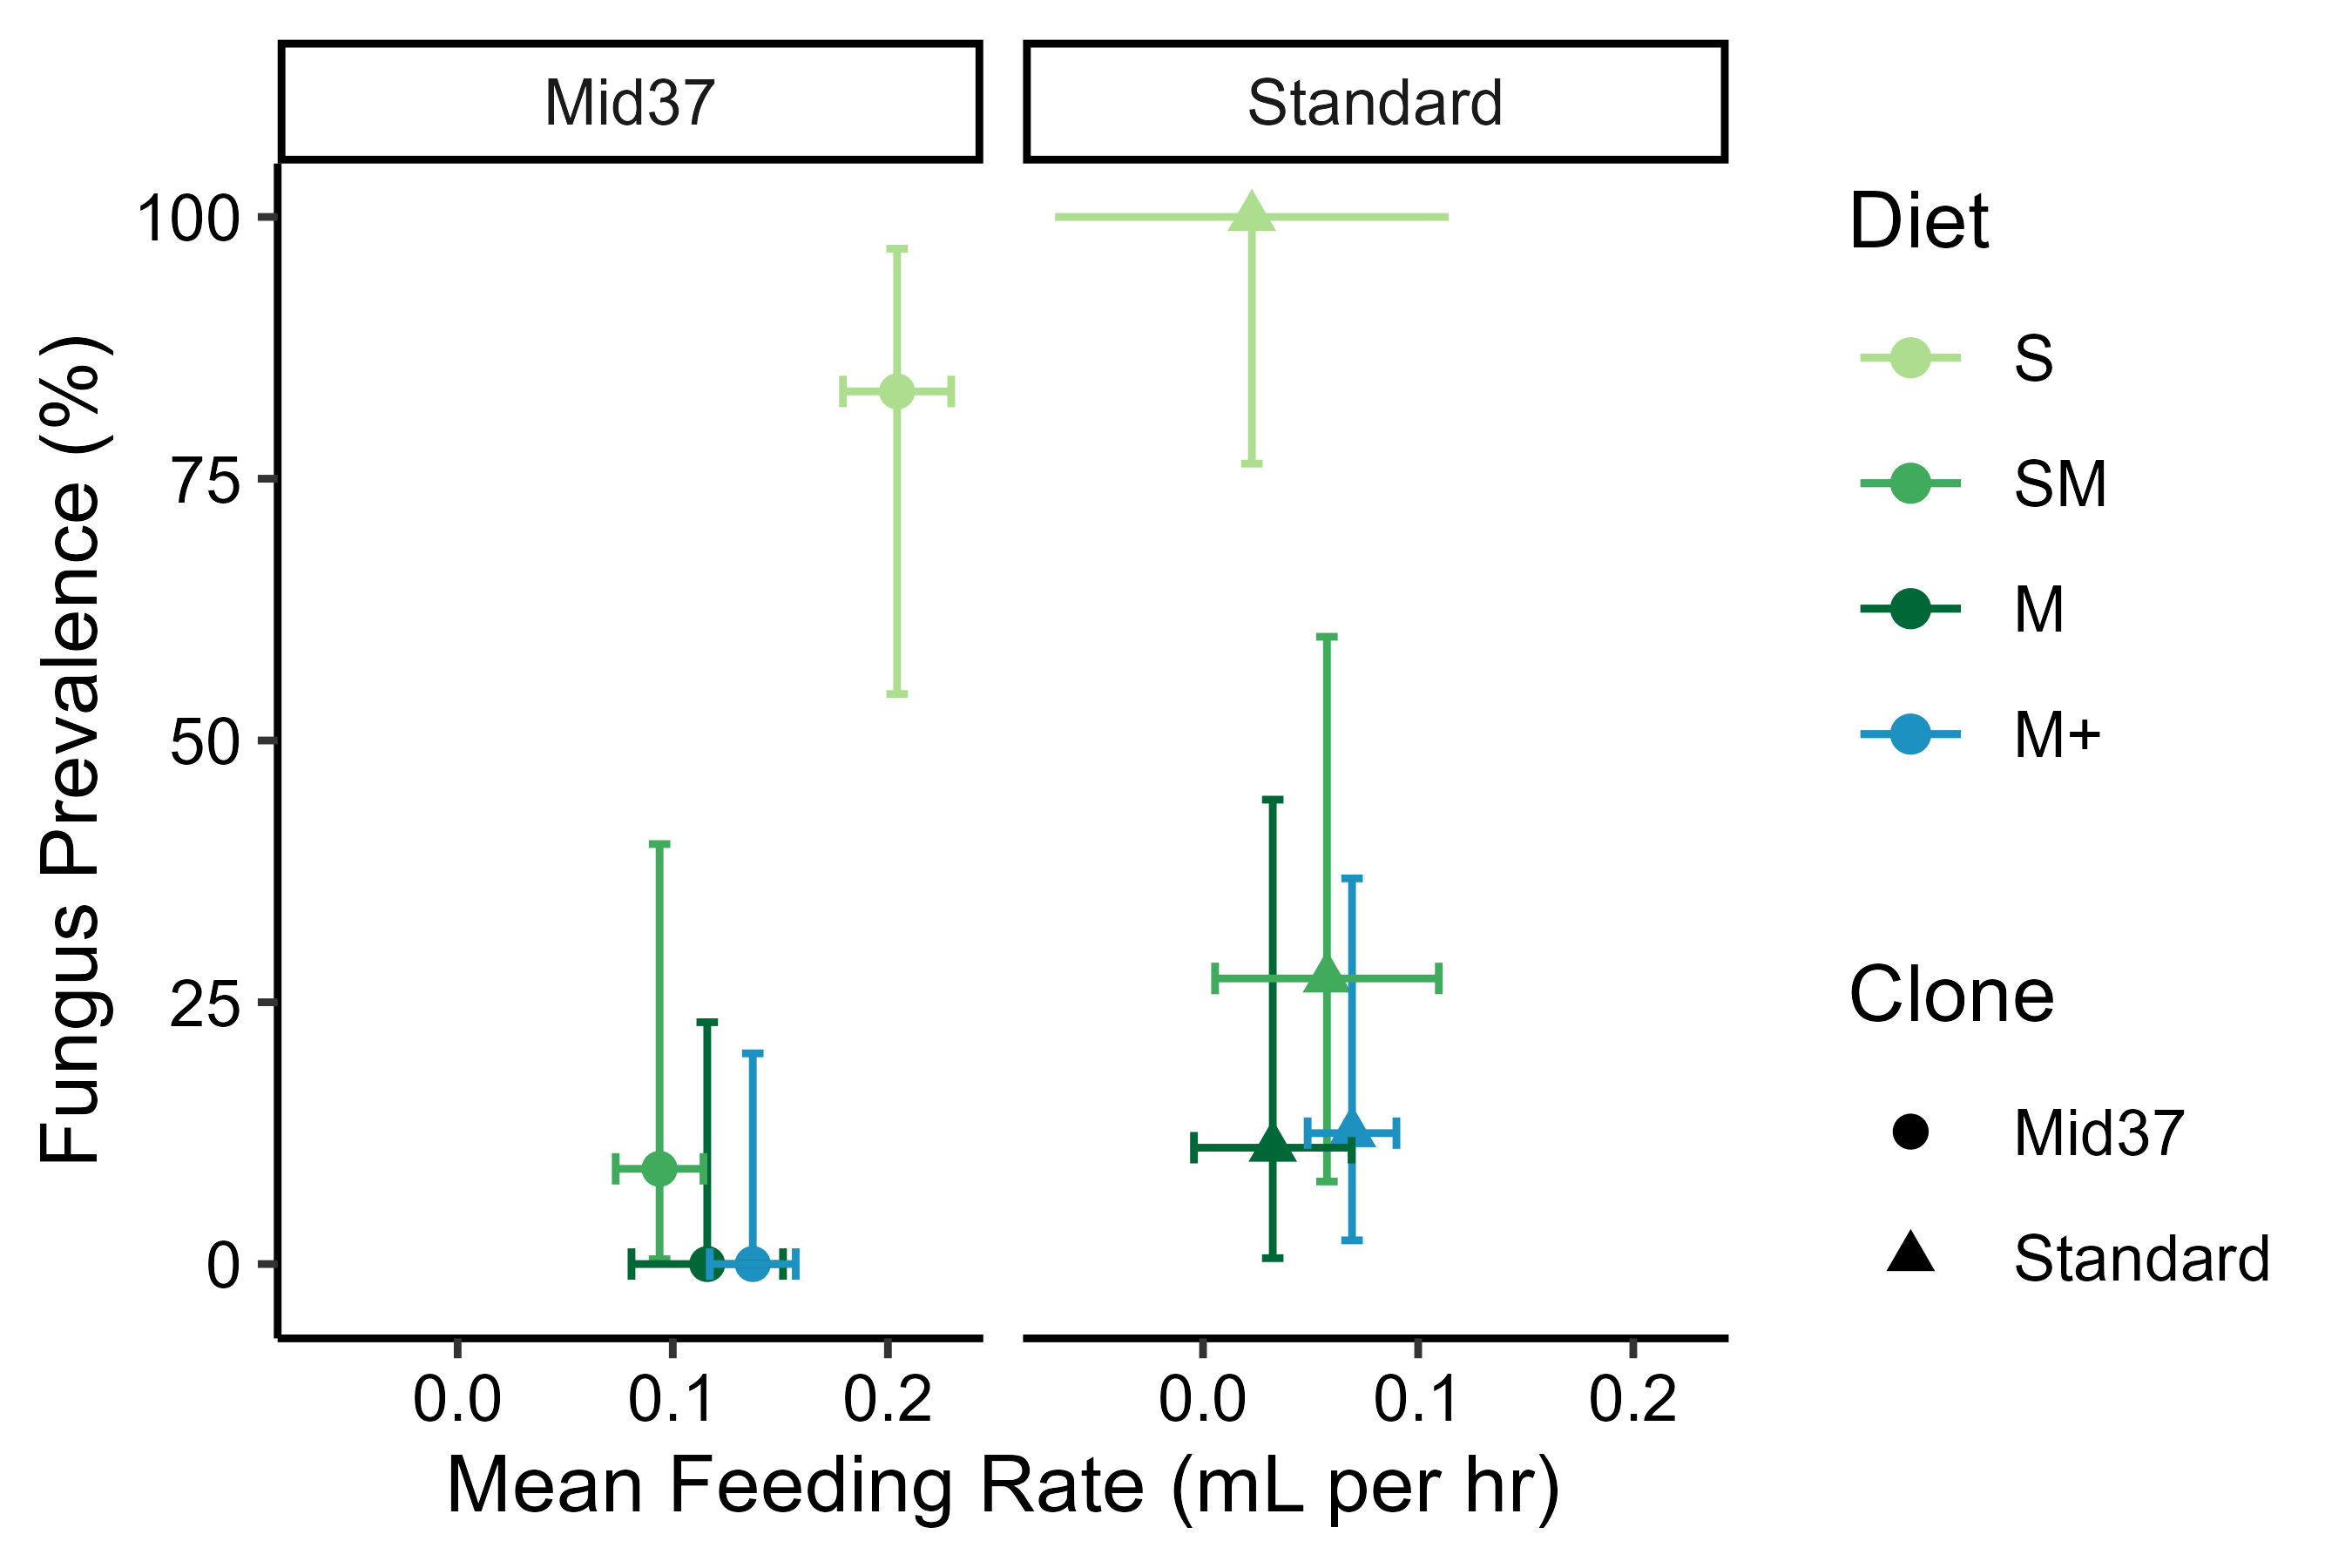 Mid37
Standard
Fungus Prevalence (%)
100
75
50
25
0
0.0 0.1 0.2
0.0 0.1 0.2
Mean Feeding Rate (mL per hr)
Diet
S
SM
M
M+
Clone
Mid37
Standard